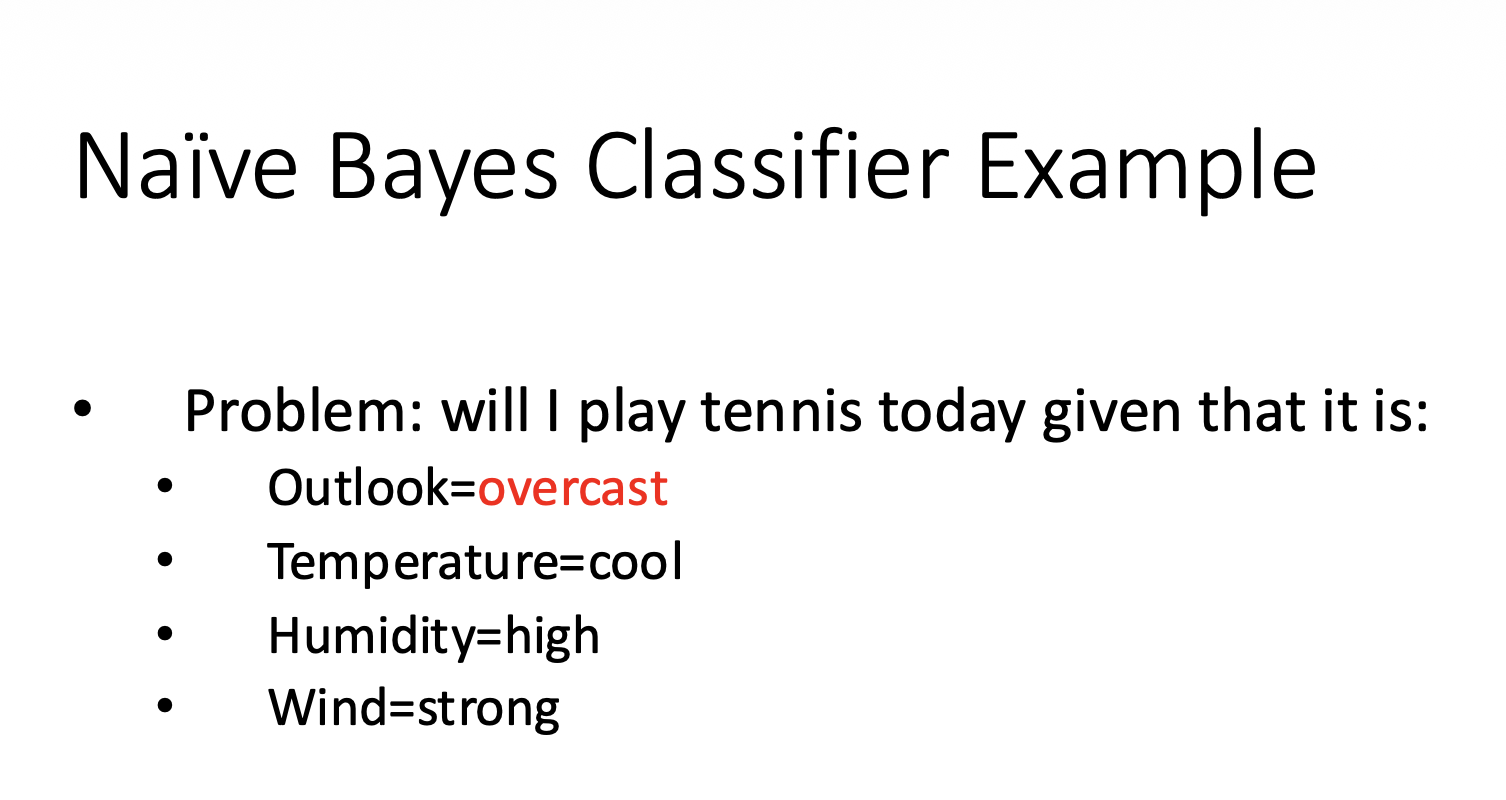 Naïve Bayes Classifier Example
• Problem: will I play tennis today given that it is:
• Outlook=overcast
• Temperature=cool
• Humidity=high
• Wind=strong